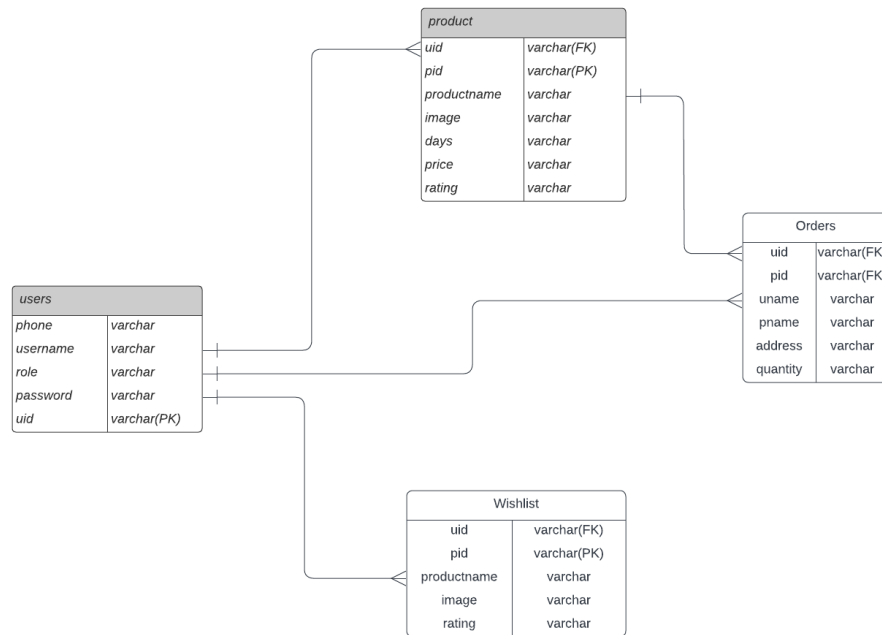 product
uid varchar(FK)
pid varchar(PK)
productname varchar
image varchar
days varchar
price varchar
rating varchar
Orders
uid varchar(FK
pid varchar(FK
uname varchar
pname varchar
address varchar
quantity varchar
users
phone varchar
username varchar
role varchar
password varchar
uid varchar(PK)
Wishlist
uid varchar(FK)
pid varchar(PK)
productname varchar
image varchar
rating varchar